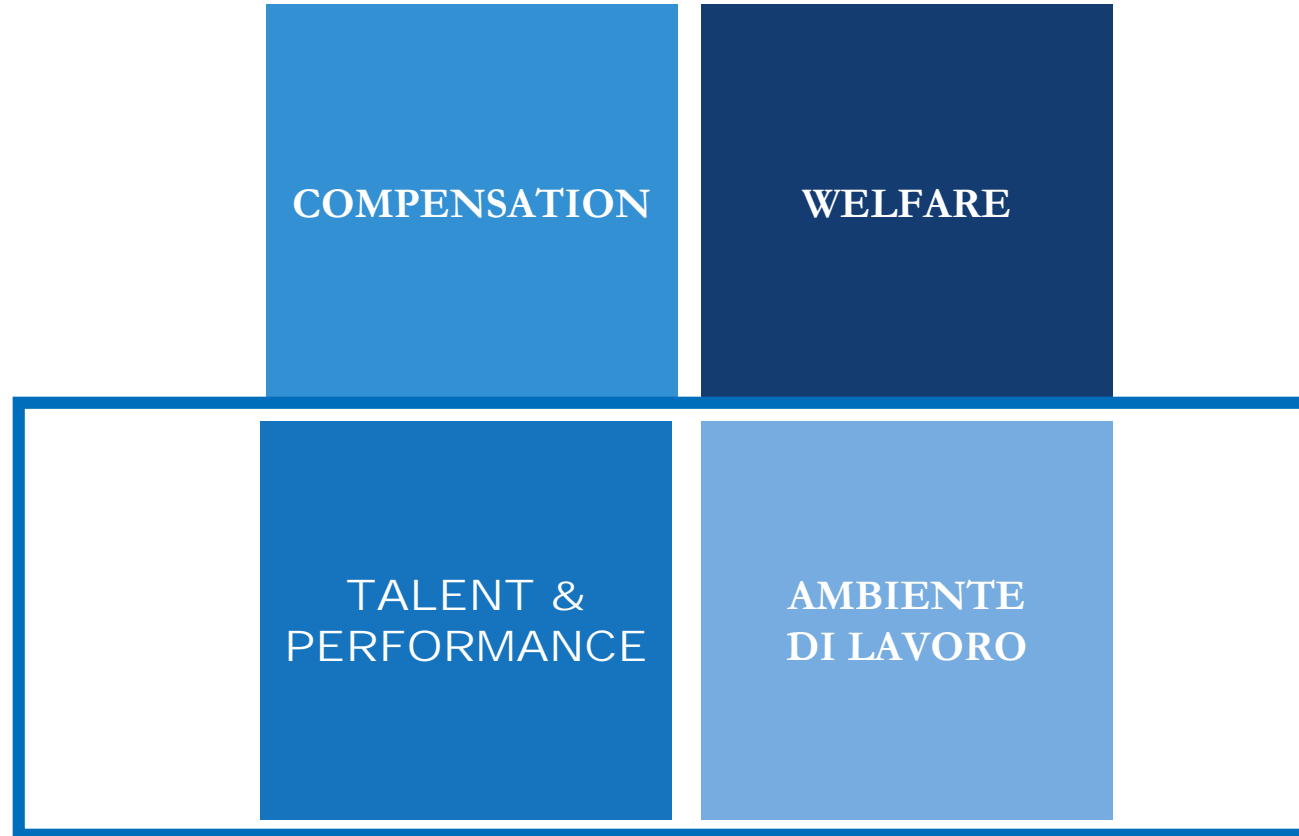 COMPENSATION
WELFARE
TALENT &
PERFORMANCE
AMBIENTE
DI LAVORO